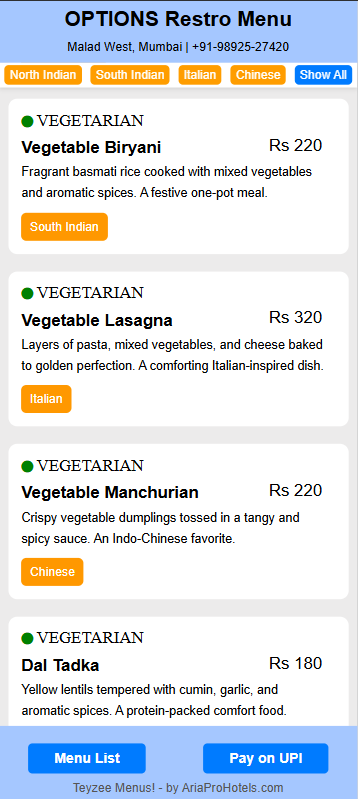 OPTIONS Restro Menu
Malad West, Mumbai | +91-98925-27420
North Indian South Indian Italian Chinese Show All
VEGETARIAN
Vegetable Biryani Rs 220
Fragrant basmati rice cooked with mixed vegetables
and aromatic spices. A festive one-pot meal.
South Indian
VEGETARIAN
Vegetable Lasagna Rs 320
Layers of pasta, mixed vegetables, and cheese baked
to golden perfection. A comforting Italian-inspired dish.
Italian
VEGETARIAN
Vegetable Manchurian Rs 220
Crispy vegetable dumplings tossed in a tangy and
spicy sauce. An Indo-Chinese favorite.
Chinese
VEGETARIAN
Dal Tadka Rs 180
Yellow lentils tempered with cumin, garlic, and
aromatic spices. A protein-packed comfort food.
Menu List Pay on UPI
Teyzee Menus! - by AriaProHotels.com